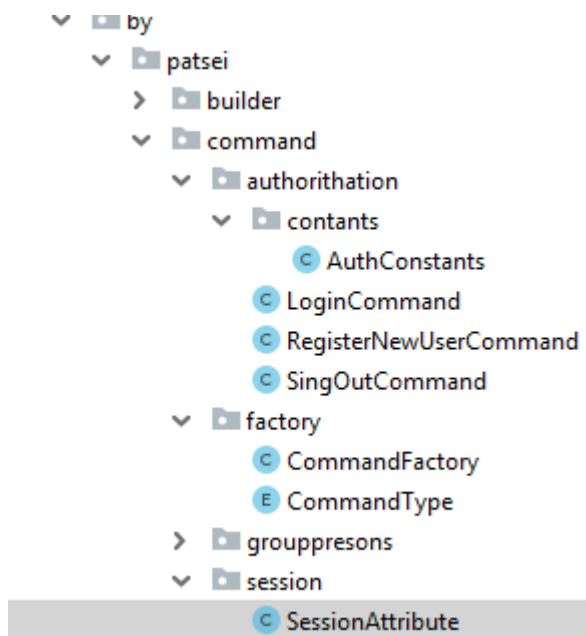 by
patsei
builder
command
authorithation
contants
C AuthConstants
C LoginCommand
C RegisterNewUserCommand
C SingOutCommand
factory
C CommandFactory
E CommandType
grouppresons
session
C SessionAttribute